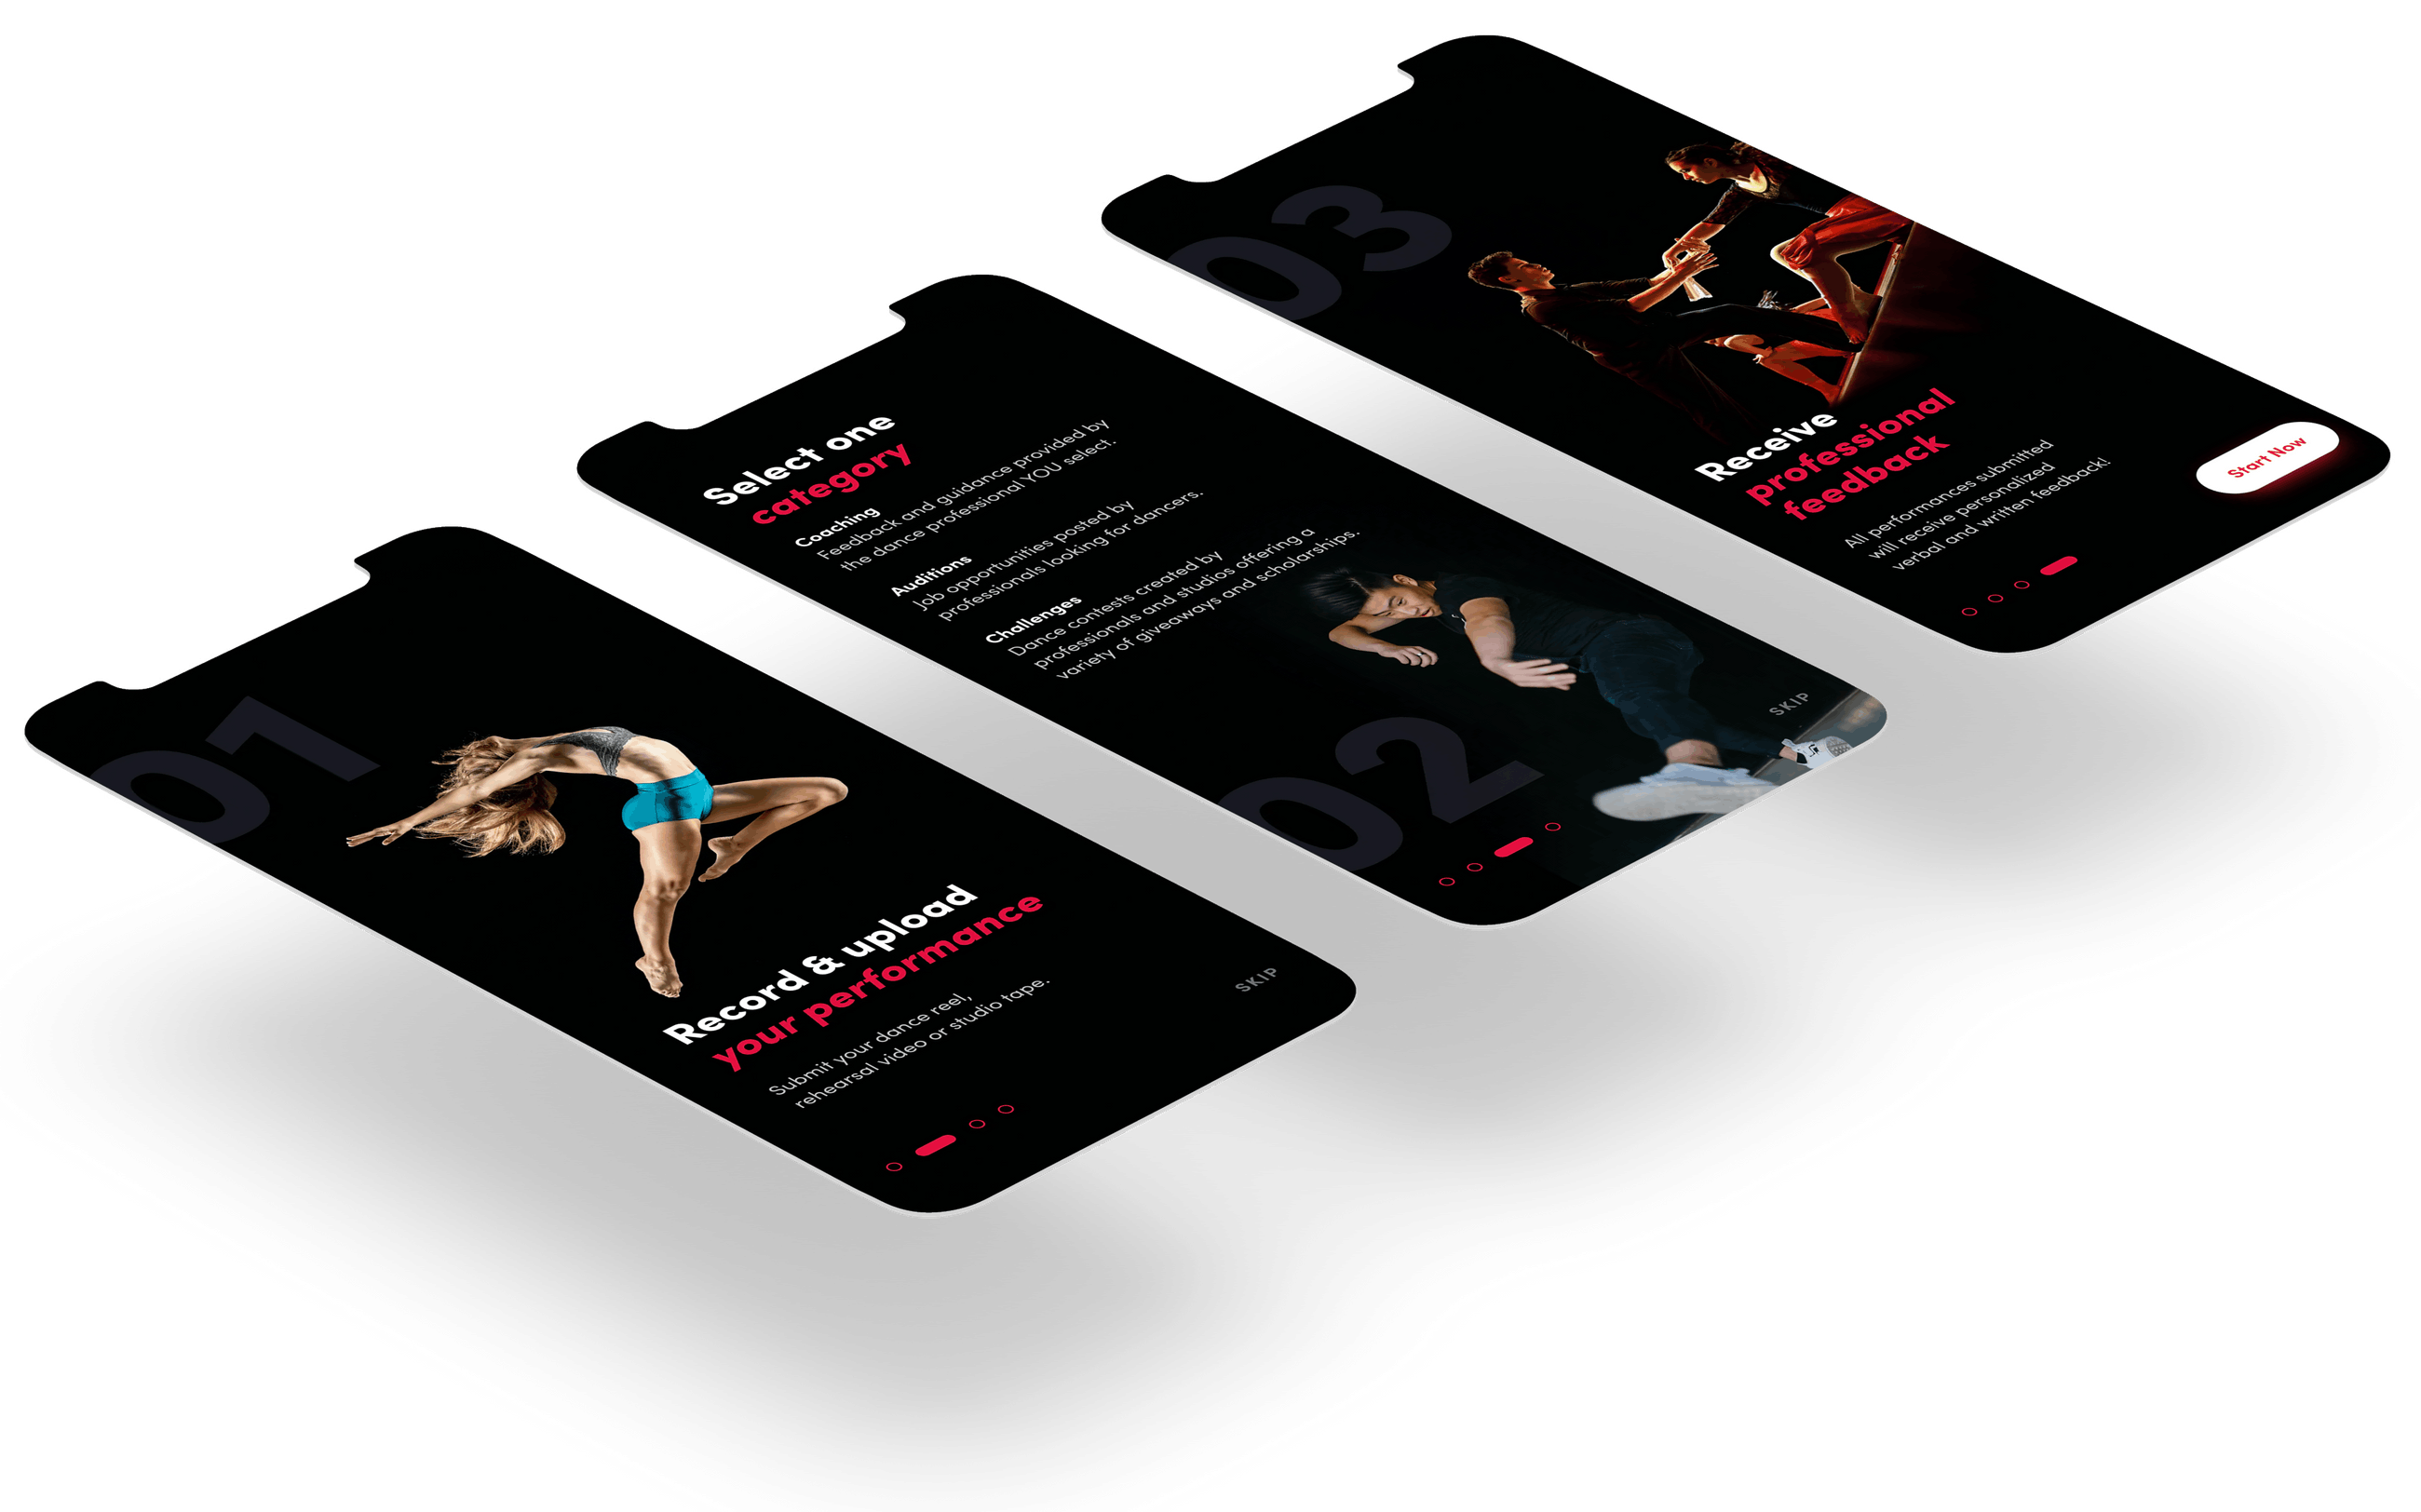 01
Record & upload
your performance
Submit your dance reel,
rehearsal video or studio tape.
SKIP
Select one
category
Coaching
Feedback and guidance provided by
the dance professional YOU select.
Auditions
Job opportunities posted by
professionals looking for dancers.
Challenges
Dance contests created by
professionals and studios offering a
variety of giveaways and scholarships.
02
SKIP
03
Receive
professional
feedback
All performances submitted
will receive personalized
verbal and written feedback!
Start Now